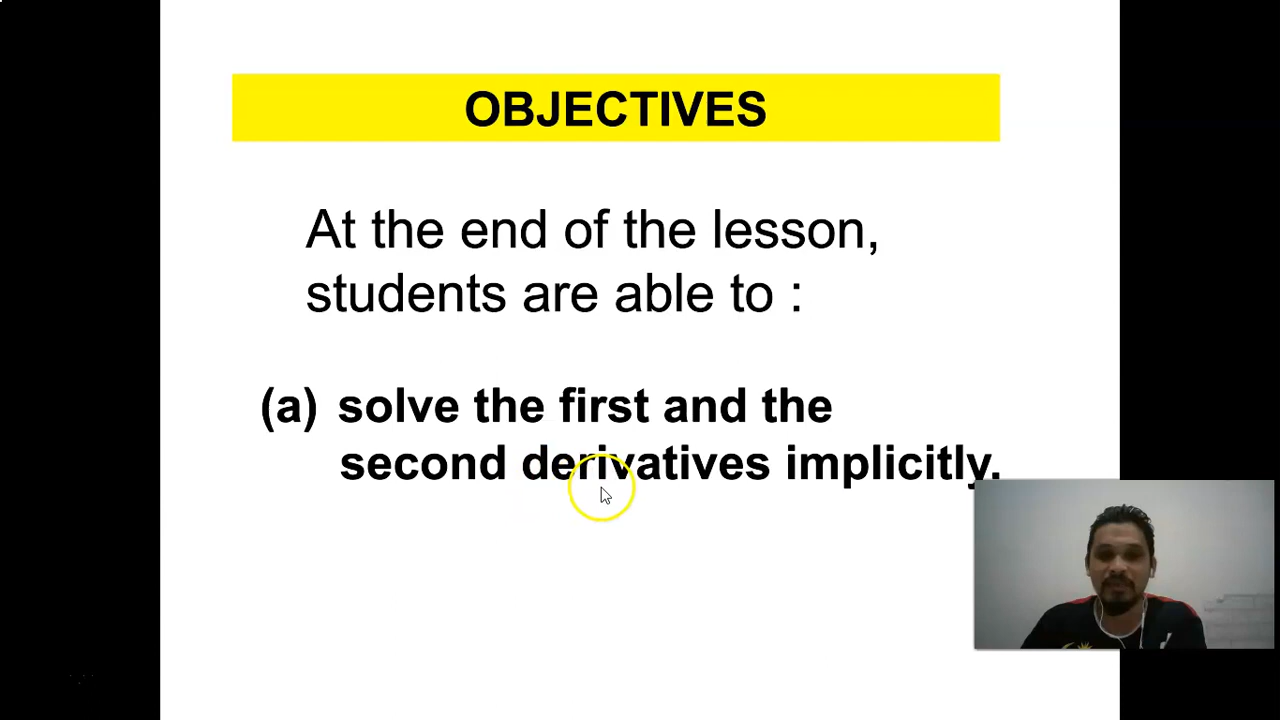 OBJECTIVES
At the end of the lesson,
students are able to :
(a) solve the first and the
second derivatives implicitly.